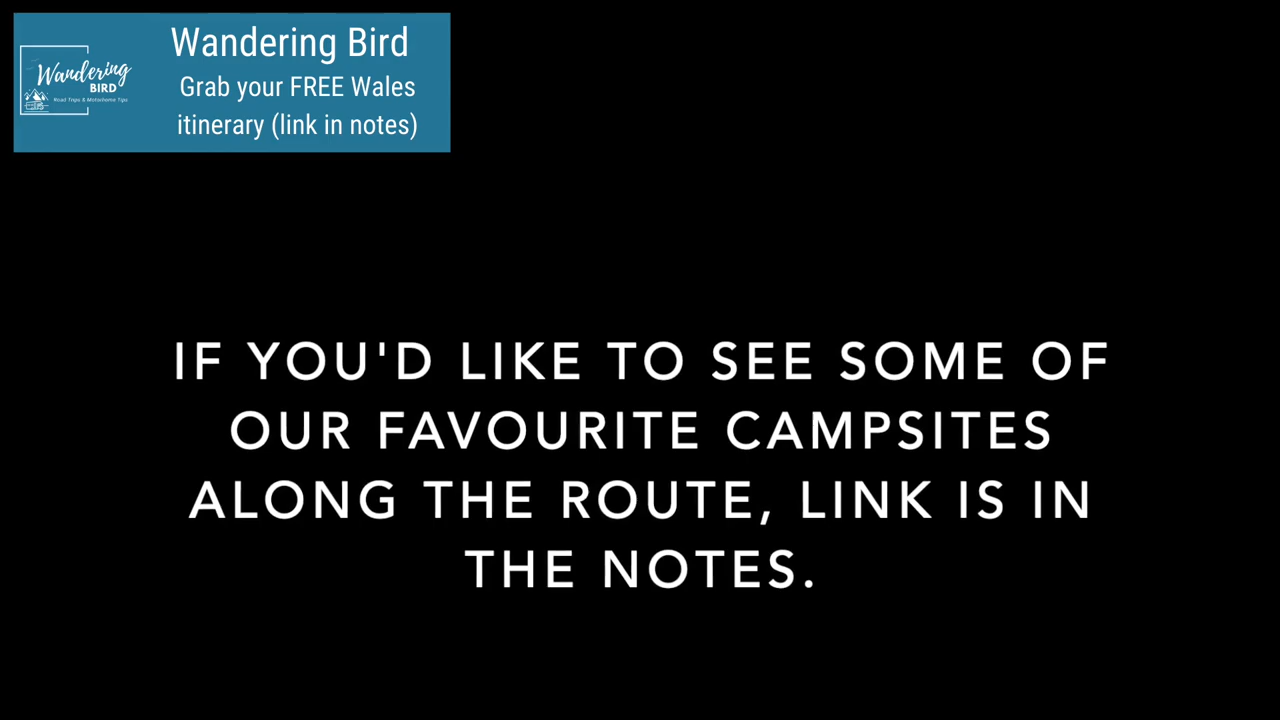 Wandering
BIRD
Road Trips & Motorhome Tips
Wandering Bird
Grab your FREE Wales
itinerary (link in notes)
IF YOU'D LIKE TO SEE SOME OF
OUR FAVOURITE CAMPSITES
ALONG THE ROUTE, LINK IS IN
THE NOTES.